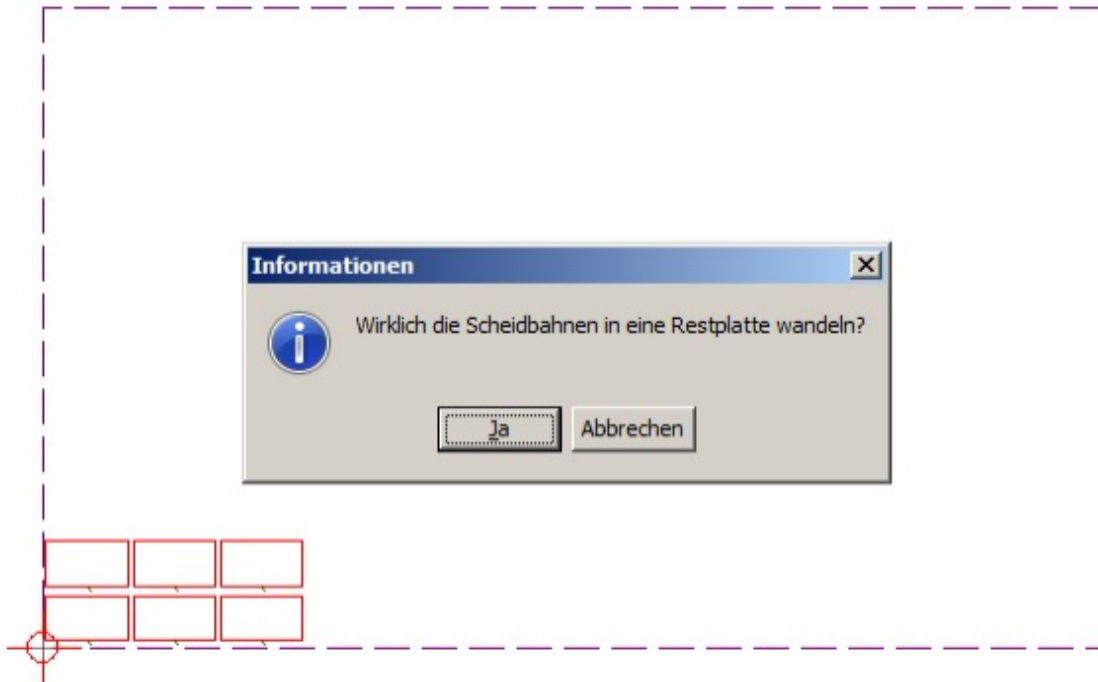 Informationen
Wirklich die Scheidbahnen in eine Restplatte wandeln?
Ja
Abbrechen